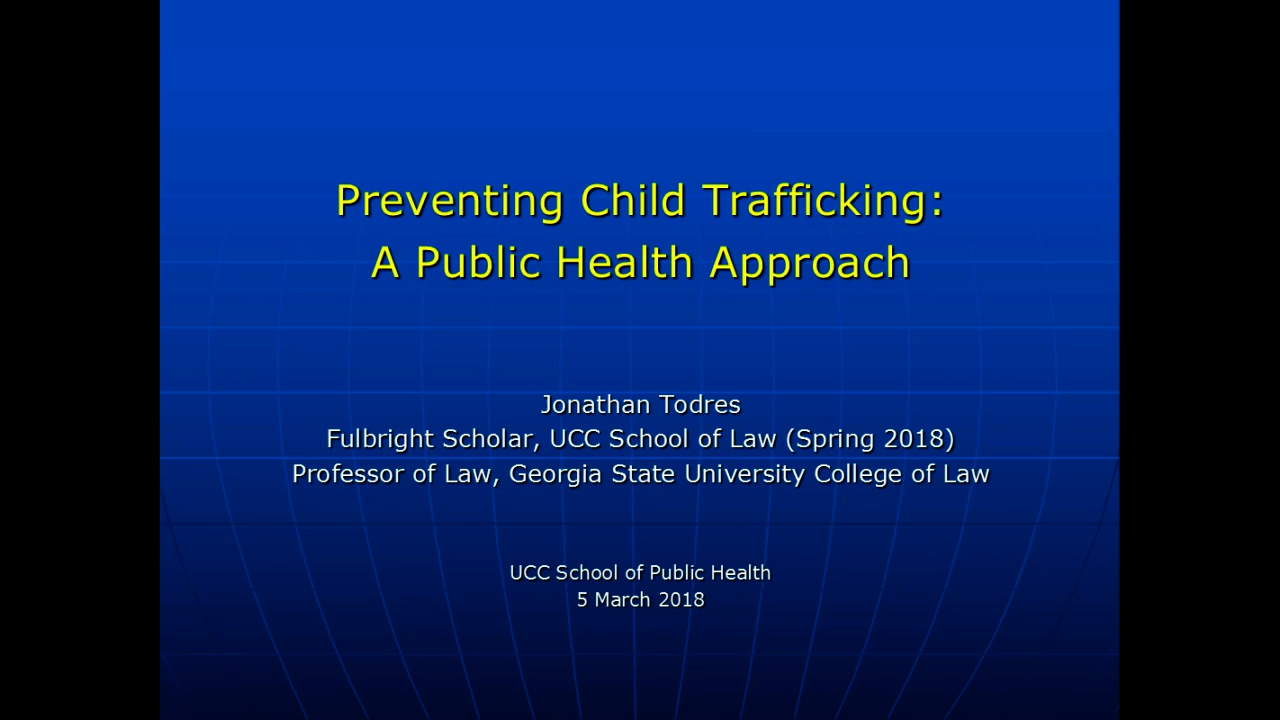 Preventing Child Trafficking:
A Public Health Approach
Jonathan Todres
Fulbright Scholar, UCC School of Law (Spring 2018)
Professor of Law, Georgia State University College of Law
UCC School of Public Health
5 March 2018